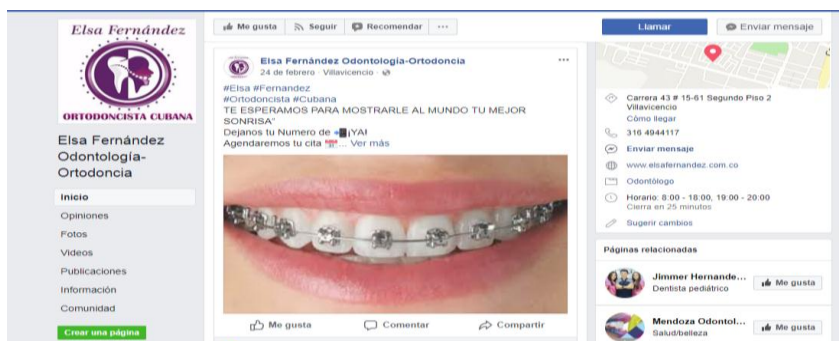 Elsa Fernández
ORTODONCISTA CUBANA
Elsa Fernández
Odontología-
Ortodoncia
Inicio
Opiniones
Fotos
Videos
Publicaciones
Información
Comunidad
Crear una página
Me gusta Seguir Recomendar ...
Elsa Fernández Odontología-Ortodoncia
24 de febrero · Villavicencio ·
#Elsa #Fernandez
#Ortodoncista #Cubana
TE ESPERAMOS PARA MOSTRARLE AL MUNDO TU MEJOR
SONRISA"
Dejanos tu Numero de ¡YA!
Agendaremos tu cita ... Ver más
Me gusta Comentar Compartir
Llamar Enviar mensaje
Carrera 43 # 15-61 Segundo Piso 2
Villavicencio
Cómo llegar
316 4944117
Enviar mensaje
www.elsafernandez.com.co
Odontólogo
Horario: 8:00 - 18:00, 19:00 - 20:00
Cierra en 25 minutos
Sugerir cambios
Páginas relacionadas
Jimmer Hernande...
Dentista pediátrico
Me gusta
Mendoza Odontol...
Salud/belleza
Me gusta